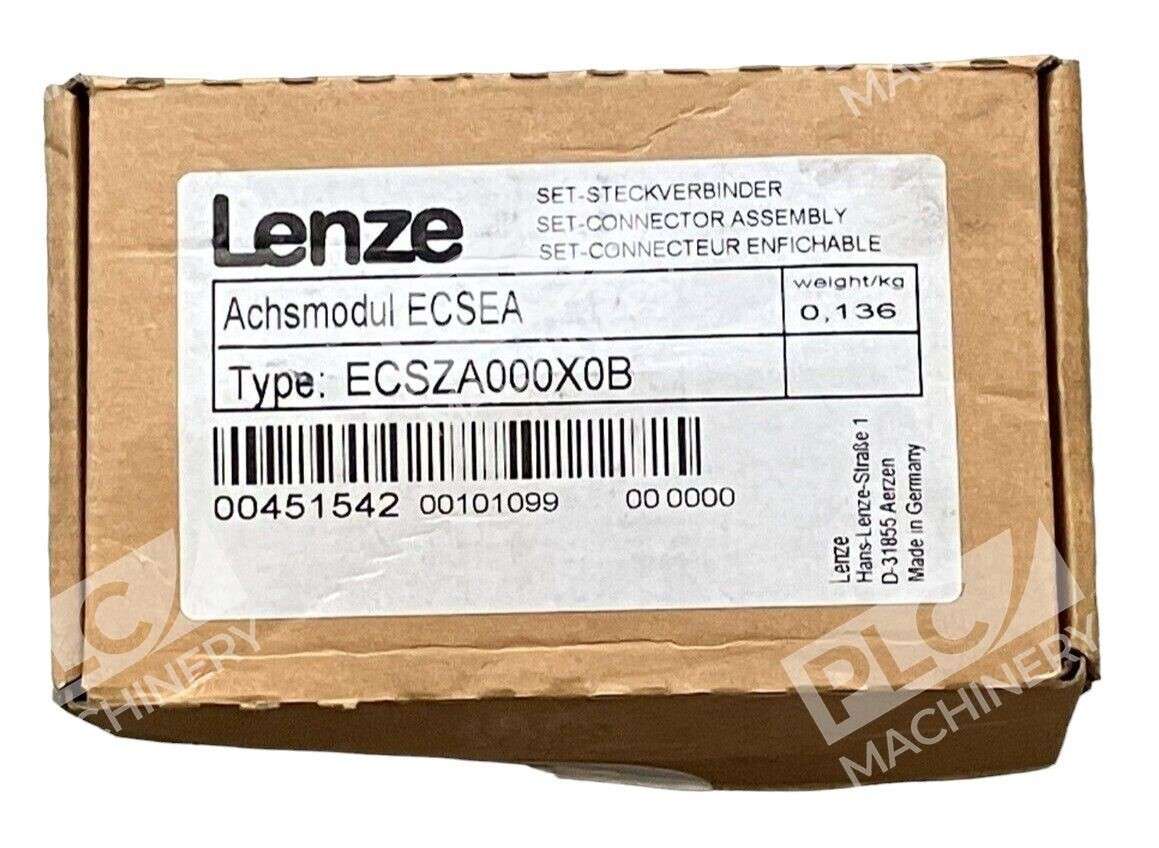 Lenze
SET-STECKVERBINDER
SET-CONNECTOR ASSEMBLY
SET-CONNECTEUR ENFICHABLE
Achsmodul ECSEA
weight/kg
0,136
Type: ECSZA000X0B
00451542 00101099 00 0000
Lenze
Hans-Lenze-Straße 1
D-31855 Aerzen
Made in Germany
PLC
MACHINERY